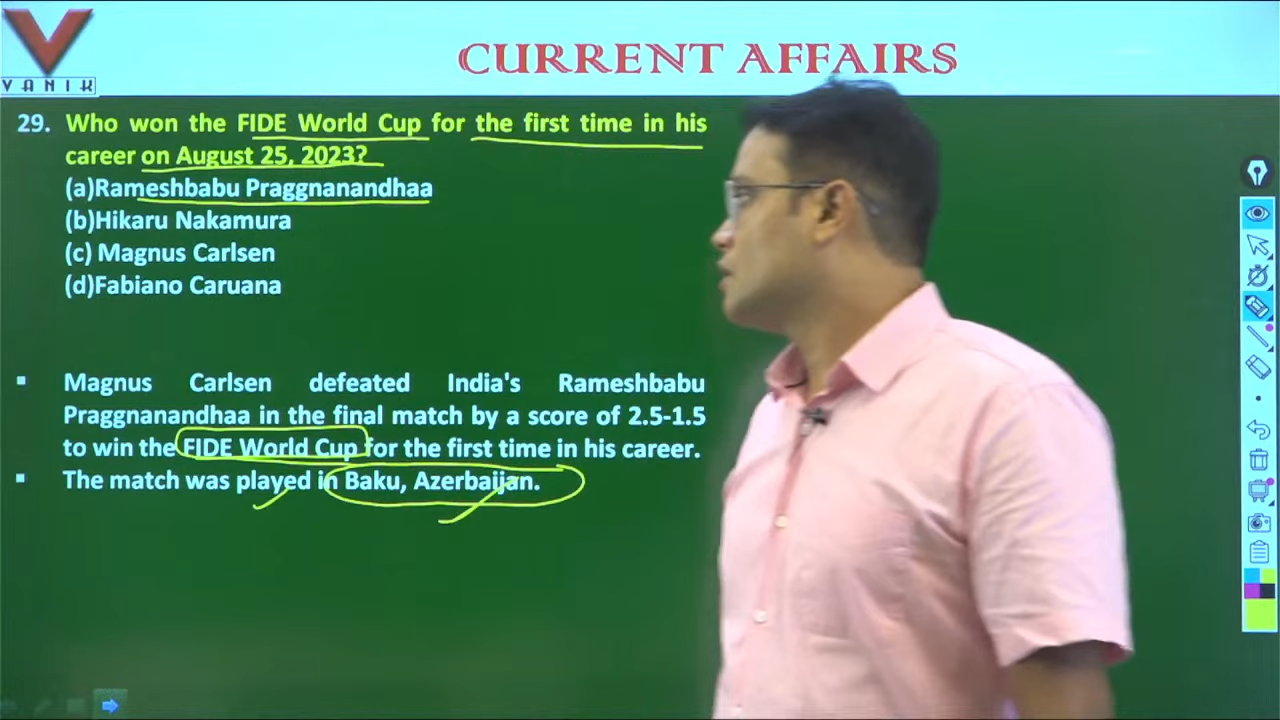 VANIK
CURRENT AFFAIRS
29. Who won the FIDE World Cup for the first time in his
career on August 25, 2023?
(a)Rameshbabu Praggnanandhaa
(b)Hikaru Nakamura
(c) Magnus Carlsen
(d)Fabiano Caruana
▪ Magnus Carlsen defeated India's Rameshbabu
Praggnanandhaa in the final match by a score of 2.5-1.5
to win the FIDE World Cup for the first time in his career.
▪ The match was played in Baku, Azerbaijan.